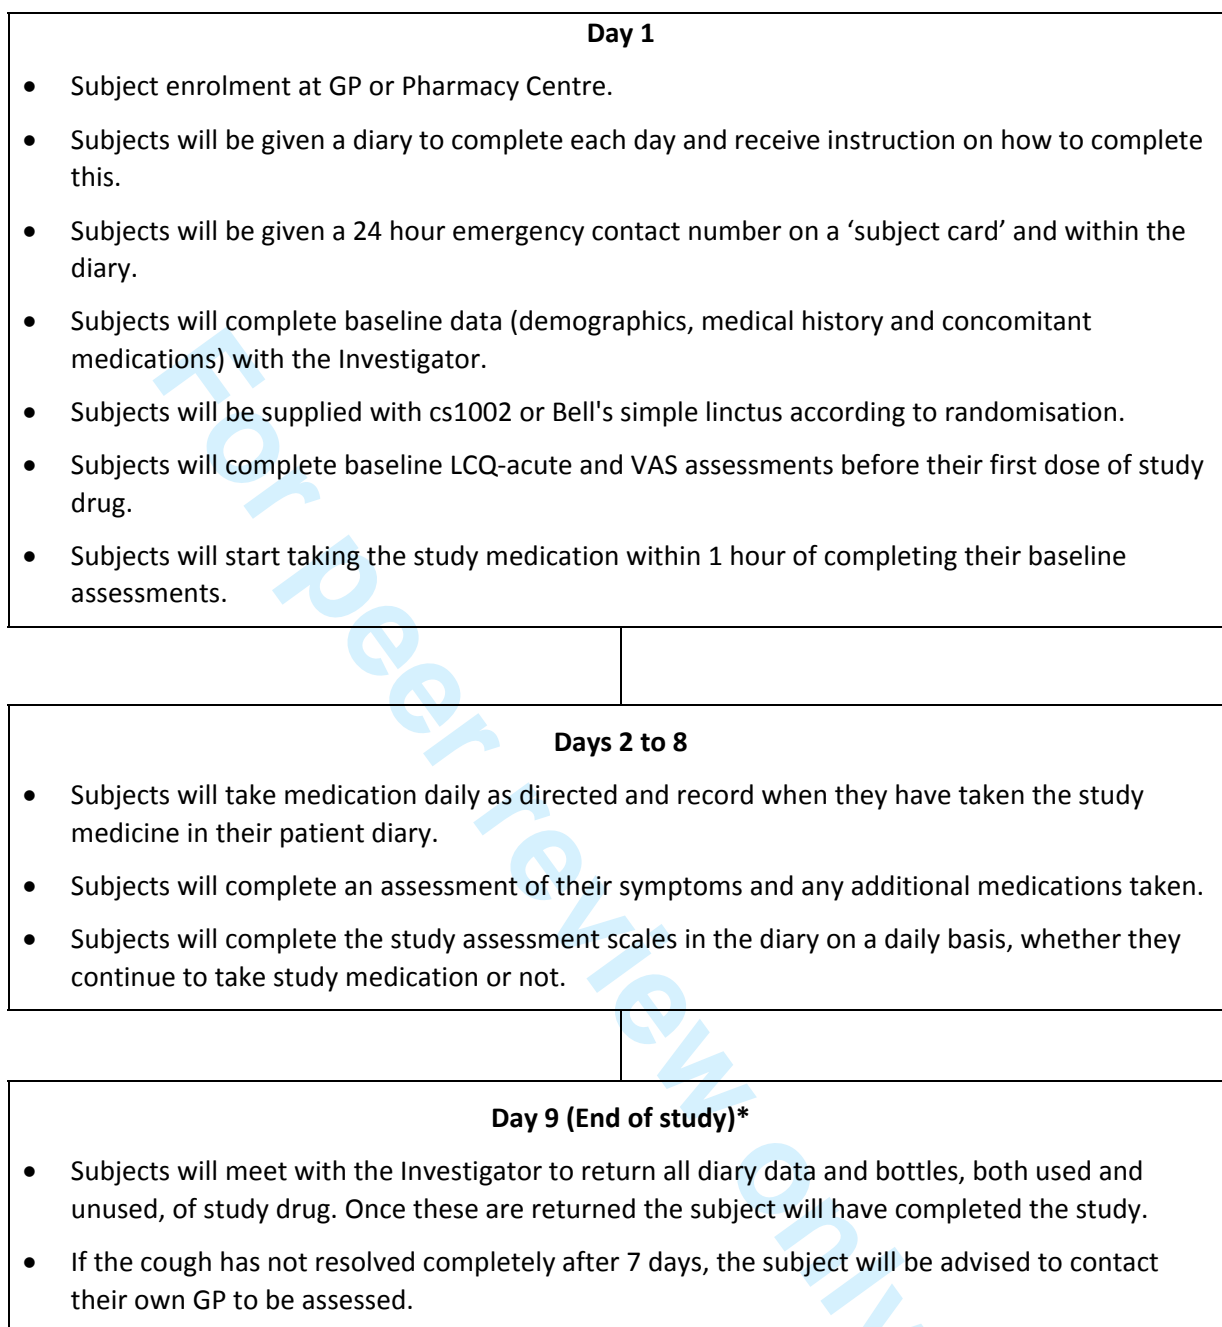 Day 1
• Subject enrolment at GP or Pharmacy Centre.
• Subjects will be given a diary to complete each day and receive instruction on how to complete
this.
• Subjects will be given a 24 hour emergency contact number on a ‘subject card’ and within the
diary.
• Subjects will complete baseline data (demographics, medical history and concomitant
medications) with the Investigator.
• Subjects will be supplied with cs1002 or Bell's simple linctus according to randomisation.
• Subjects will complete baseline LCQ-acute and VAS assessments before their first dose of study
drug.
• Subjects will start taking the study medication within 1 hour of completing their baseline
assessments.
Days 2 to 8
• Subjects will take medication daily as directed and record when they have taken the study
medicine in their patient diary.
• Subjects will complete an assessment of their symptoms and any additional medications taken.
• Subjects will complete the study assessment scales in the diary on a daily basis, whether they
continue to take study medication or not.
Day 9 (End of study)*
• Subjects will meet with the Investigator to return all diary data and bottles, both used and
unused, of study drug. Once these are returned the subject will have completed the study.
• If the cough has not resolved completely after 7 days, the subject will be advised to contact
their own GP to be assessed.
For peer review only